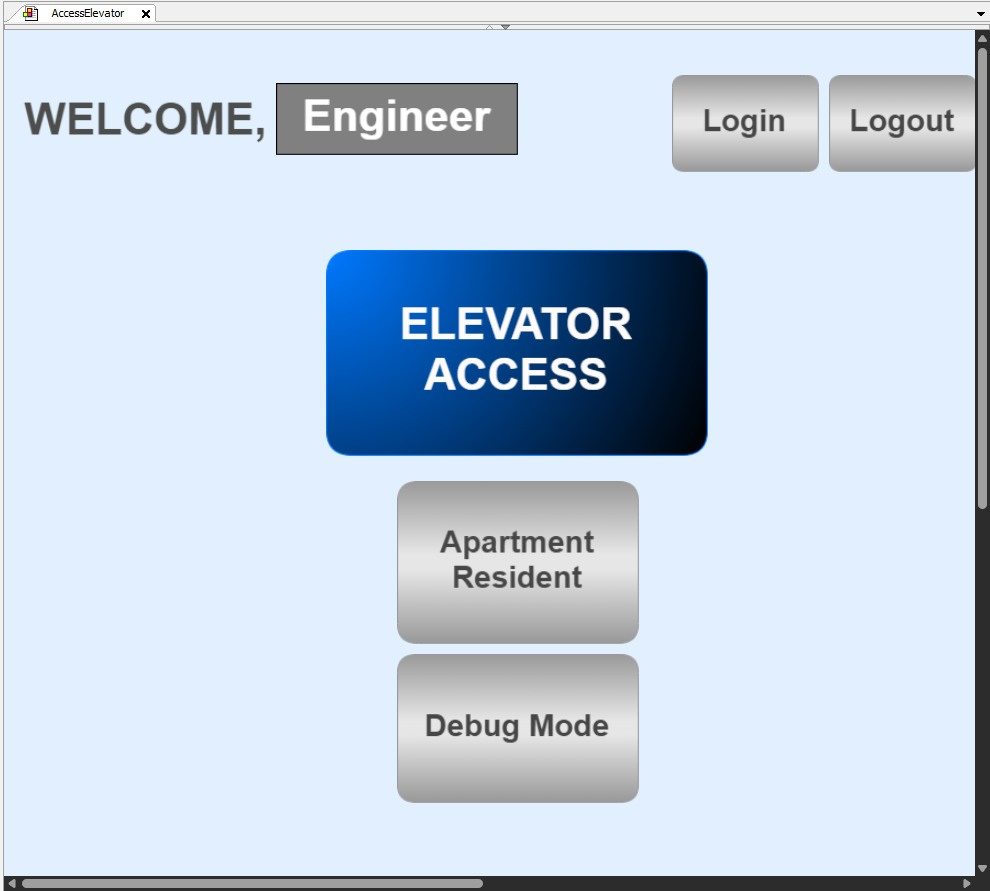 AccessElevator
WELCOME, Engineer
Login
Logout
ELEVATOR
ACCESS
Apartment
Resident
Debug Mode